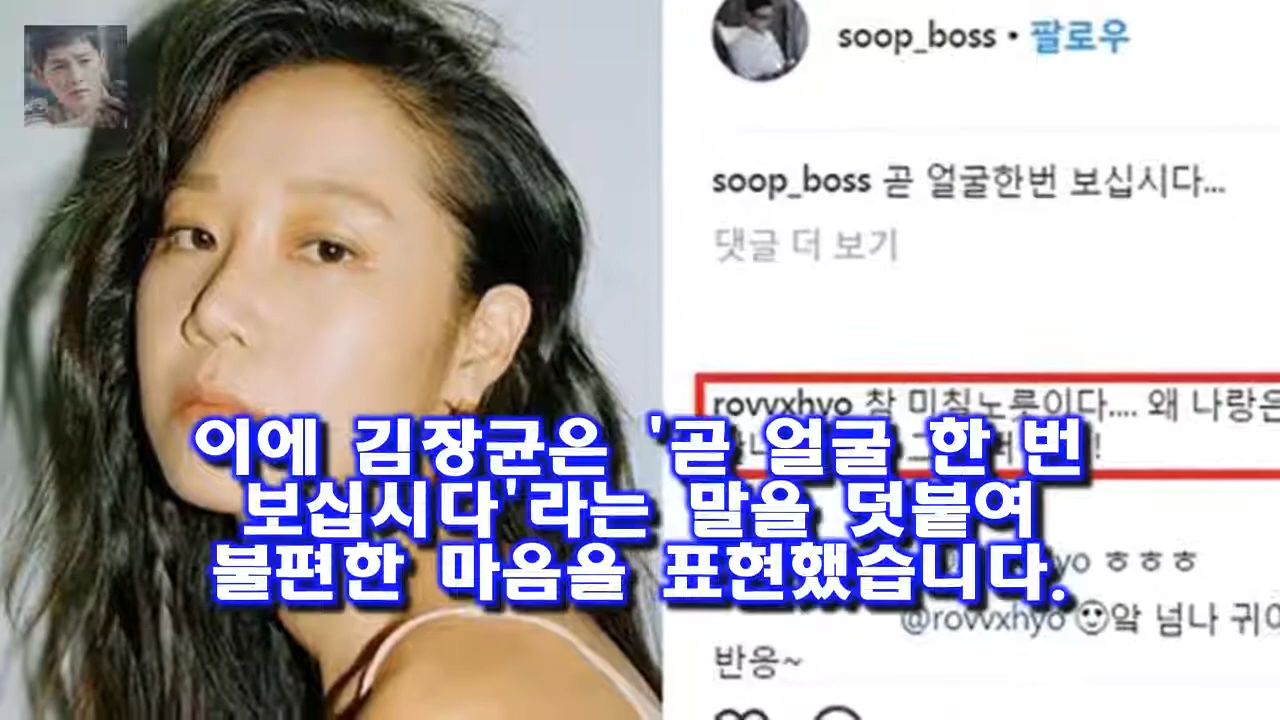 soop_boss • 팔로우
soop_boss 곧 얼굴한번 보십시다...
댓글 더 보기
rovvxhyo 참 미칠노릇이다.... 왜 나랑은
이에 김장균은 '곧 얼굴 한 번
보십시다'라는 말을 덧붙여
불편한 마음을 표현했습니다.
ㅎㅎㅎ
@rovvxhyo 😍앜 넘나 귀여
반응~